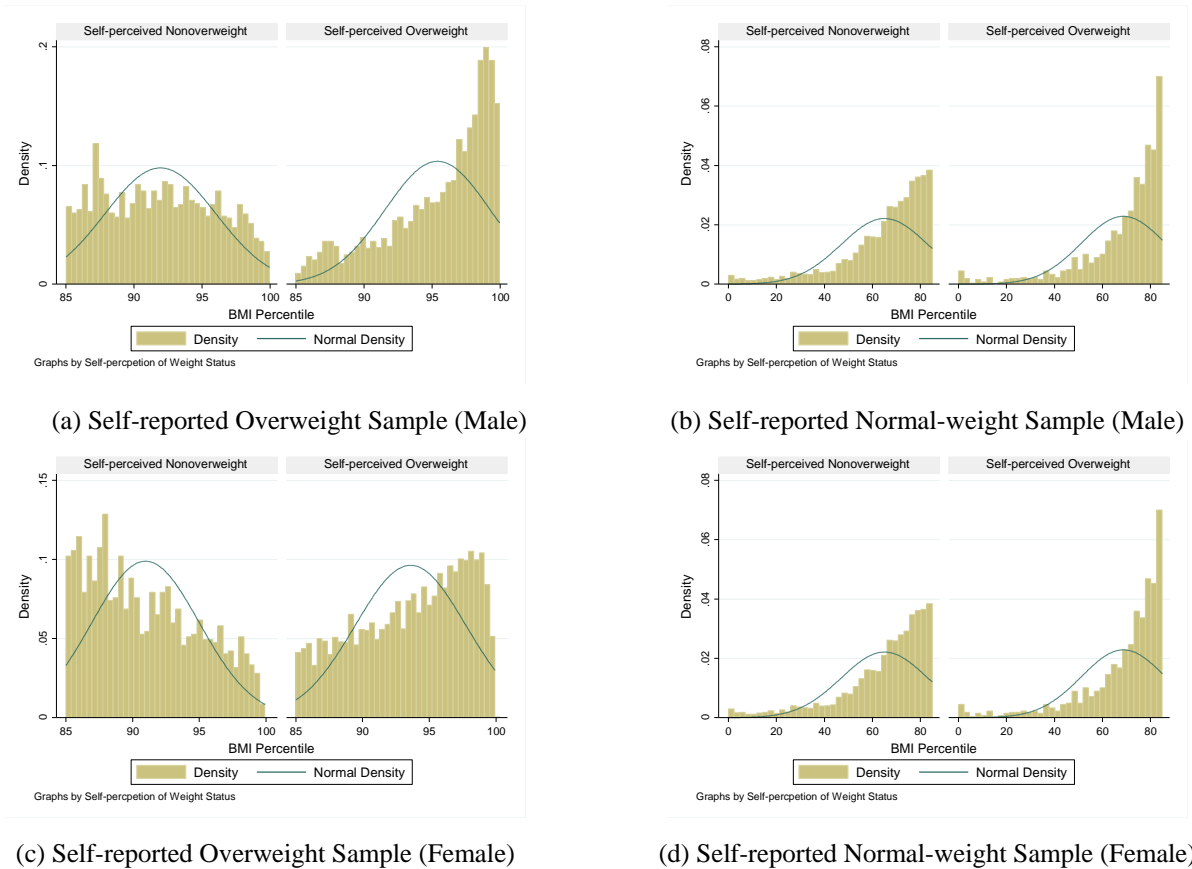 Self-perceived Nonoverweight Self-perceived Overweight
Density
0 .1 .2
85 90 95 100 85 90 95 100
BMI Percentile
Density Normal Density
Graphs by Self-percpetion of Weight Status
(a) Self-reported Overweight Sample (Male)
Self-perceived Nonoverweight Self-perceived Overweight
Density
0 .02 .04 .06 .08
0 20 40 60 80 0 20 40 60 80
BMI Percentile
Density Normal Density
Graphs by Self-percpetion of Weight Status
(b) Self-reported Normal-weight Sample (Male)
Self-perceived Nonoverweight Self-perceived Overweight
Density
0 .05 .1 .15
85 90 95 100 85 90 95 100
BMI Percentile
Density Normal Density
Graphs by Self-percpetion of Weight Status
(c) Self-reported Overweight Sample (Female)
Self-perceived Nonoverweight Self-perceived Overweight
Density
0 .02 .04 .06 .08
0 20 40 60 80 0 20 40 60 80
BMI Percentile
Density Normal Density
Graphs by Self-percpetion of Weight Status
(d) Self-reported Normal-weight Sample (Female)